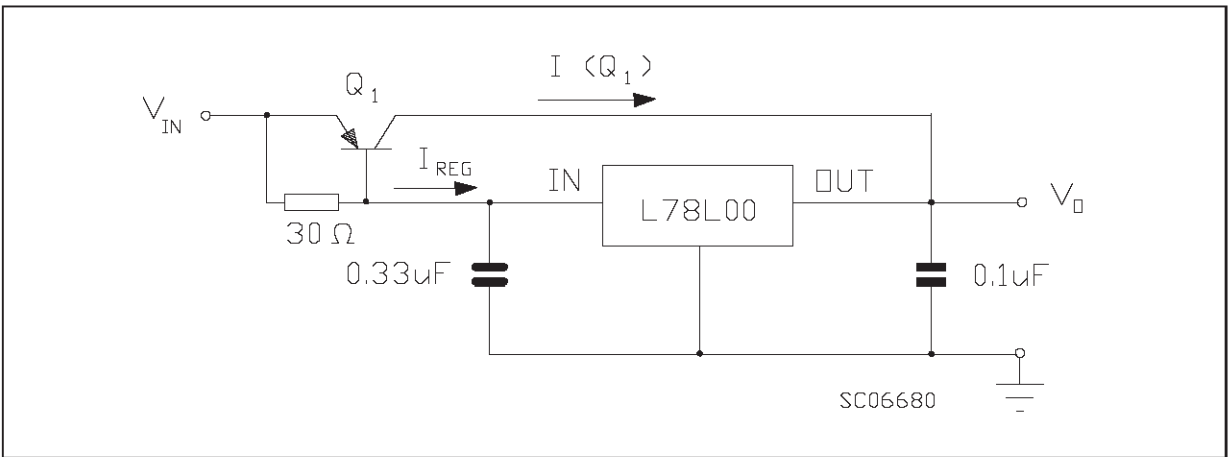 I (Q1)
Q1
VIN
IREG
IN
OUT
L78L00
VO
30 Ω
0.33uF
0.1uF
SC06680